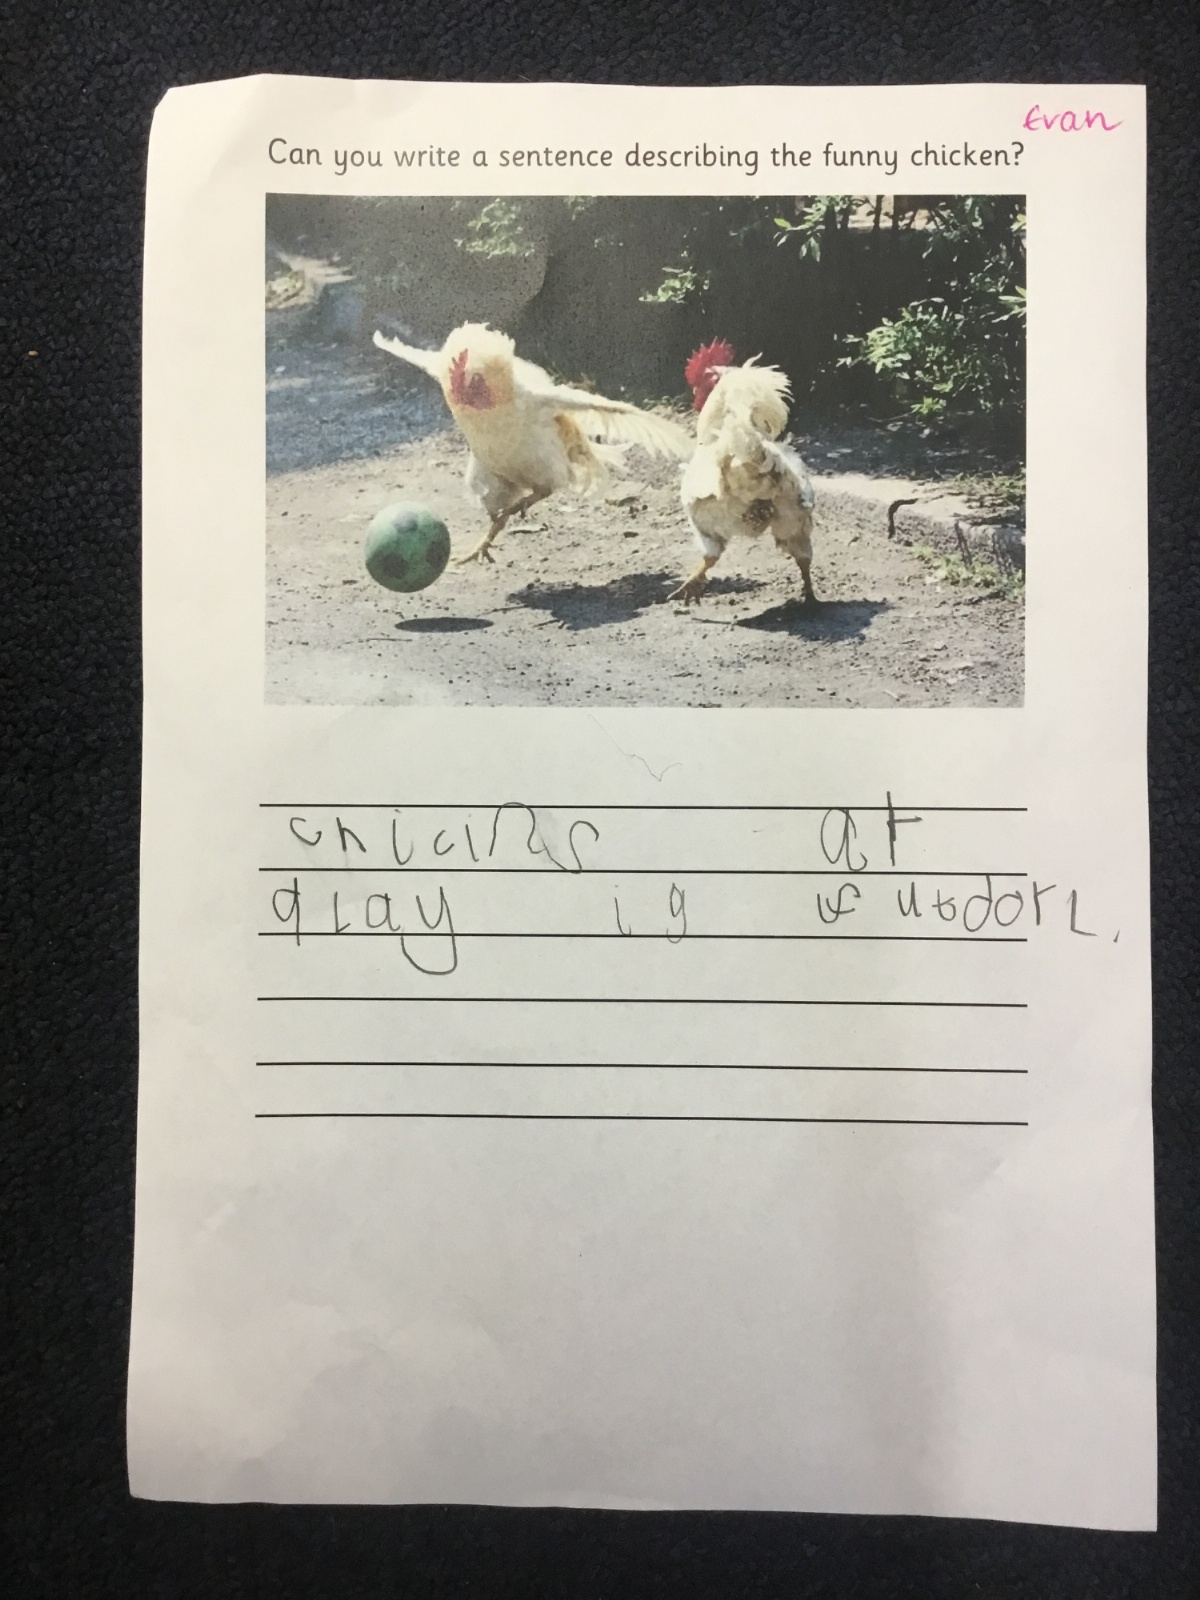 Evan
Can you write a sentence describing the funny chicken?
chicins at
play ig